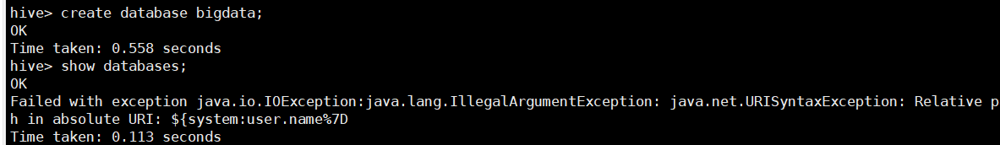 hive> create database bigdata;
OK
Time taken: 0.558 seconds
hive> show databases;
OK
Failed with exception java.io.IOException:java.lang.IllegalArgumentException: java.net.URISyntaxException: Relative p
h in absolute URI: ${system:user.name%7D
Time taken: 0.113 seconds